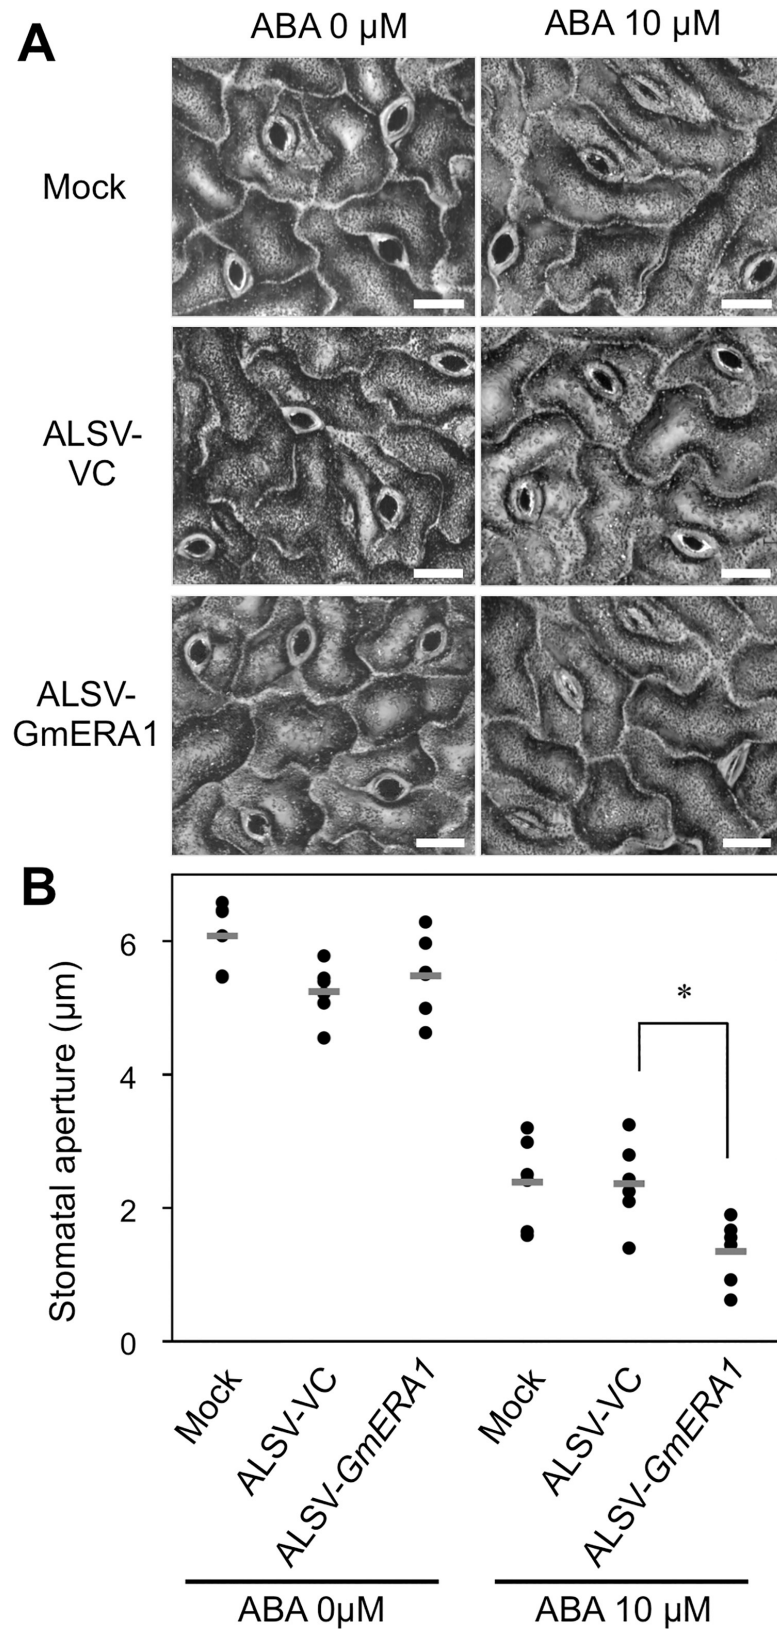 A
ABA 0 μM
ABA 10 μM
Mock
ALSV-
VC
ALSV-
GmERA1
B
Stomatal aperture (μm)
6
4
2
0
*
Mock
ALSV-VC
ALSV-GmERA1
Mock
ALSV-VC
ALSV-GmERA1
ABA 0μM
ABA 10 μM